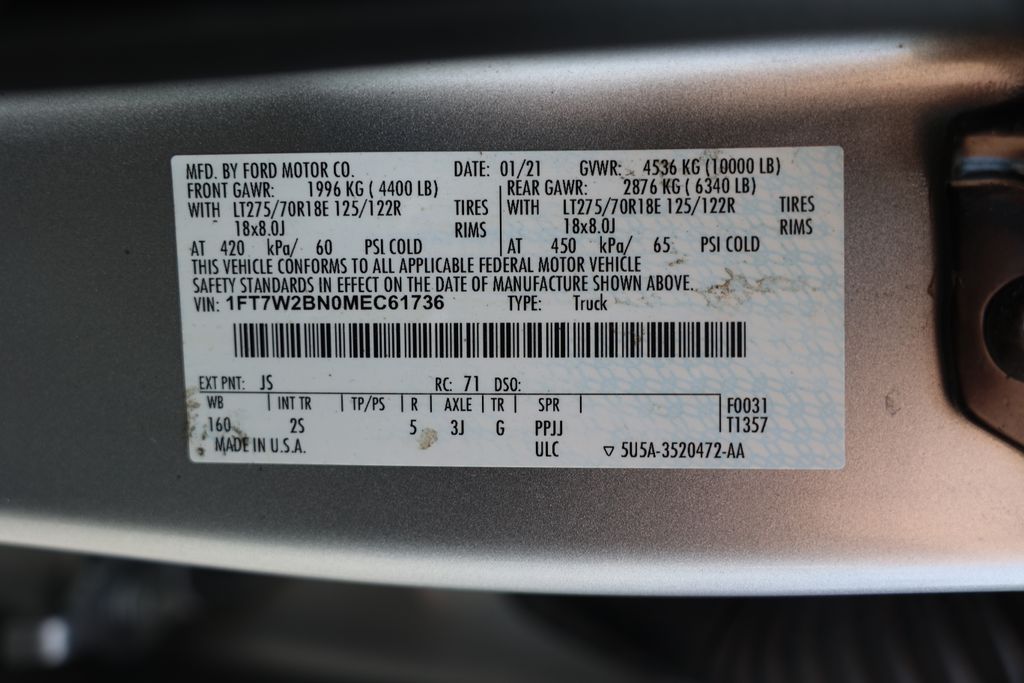 MFD. BY FORD MOTOR CO. DATE: 01/21 GVWR: 4536 KG (10000 LB)
FRONT GAWR: 1996 KG ( 4400 LB) REAR GAWR: 2876 KG ( 6340 LB)
WITH LT275/70R18E 125/122R TIRES WITH LT275/70R18E 125/122R TIRES
18x8.0J RIMS 18x8.0J RIMS
AT 420 kPa/ 60 PSI COLD AT 450 kPa/ 65 PSI COLD
THIS VEHICLE CONFORMS TO ALL APPLICABLE FEDERAL MOTOR VEHICLE
SAFETY STANDARDS IN EFFECT ON THE DATE OF MANUFACTURE SHOWN ABOVE.
VIN: 1FT7W2BN0MEC61736 TYPE: Truck
EXT PNT: JS RC: 71 DSO:
WB INT TR TP/PS R AXLE TR SPR F0031
160 2S 5 3J G PPJJ T1357
MADE IN U.S.A. ULC ▽ 5U5A-3520472-AA